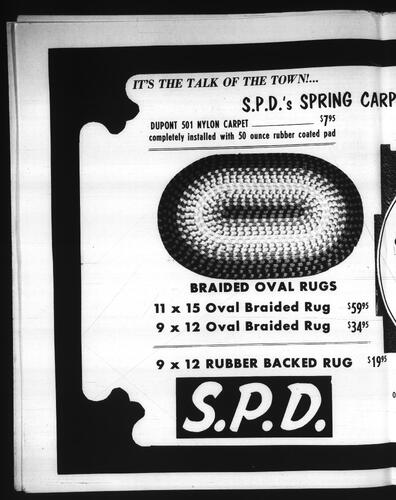 IT'S THE TALK OF THE TOWN!...
S.P.D.'s SPRING CARP
DUPONT 501 NYLON CARPET $7.95
completely installed with 50 ounce rubber coated pad
BRAIDED OVAL RUGS
11 x 15 Oval Braided Rug $59.95
9 x 12 Oval Braided Rug $34.95
9 x 12 RUBBER BACKED RUG $19.95
S.P.D.